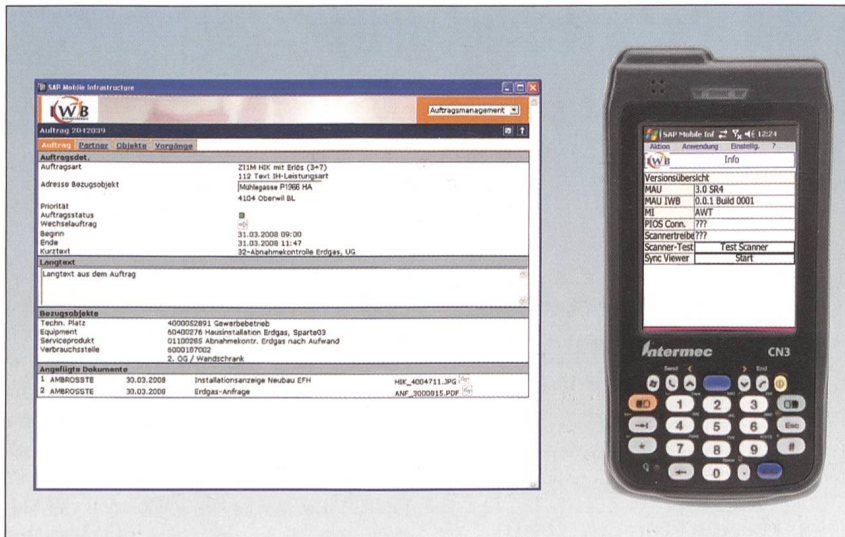 SAP Mobile Infrastructure
IWB
Auftragsmanagement
Auftrag 2042039
Auftrag Partner Objekte Vorgänge
Auftragsdet.
Auftragsart ZI1M HIK mit Erlös (3+7)
112 Text IH-Leistungsart
Adresse Bezugsobjekt Mühlegasse P1966 HA
4104 Oberwil BL
Priorität
Auftragsstatus
Wechselauftrag
Beginn 31.03.2008 09:00
Ende 31.03.2008 11:47
Kurztext 32-Abnahmekontrolle Erdgas, UG
Langtext
Langtext aus dem Auftrag
Bezugsobjekte
Techn. Platz 4000052891 Gewerbebetrieb
Equipment 60400276 Hausinstallation Erdgas, Sparte03
Serviceprodukt 01100285 Abnahmekontr. Erdgas nach Aufwand
Verbrauchsstelle 6000187002
2. OG / Wandschrank
Angefügte Dokumente
1 AMBROSSTE 30.03.2008 Installationsanzeige Neubau EFH HIK_4004711.JPG
2 AMBROSSTE 30.03.2008 Erdgas-Anfrage ANF_3000815.PDF
SAP Mobile Inf 12:24
Aktion Anwendung Einstellg. ?
IWB Info
Versionsübersicht
MAU 3.0 SR4
MAU IWB 0.0.1 Build 0001
MI AWT
PIOS Conn. ???
Scannertreibe ???
Scanner-Test Test Scanner
Sync Viewer Start
Intermec CN3
Send End
1 2 3
4 5 6 Esc
* 7 8 9 #
0 .